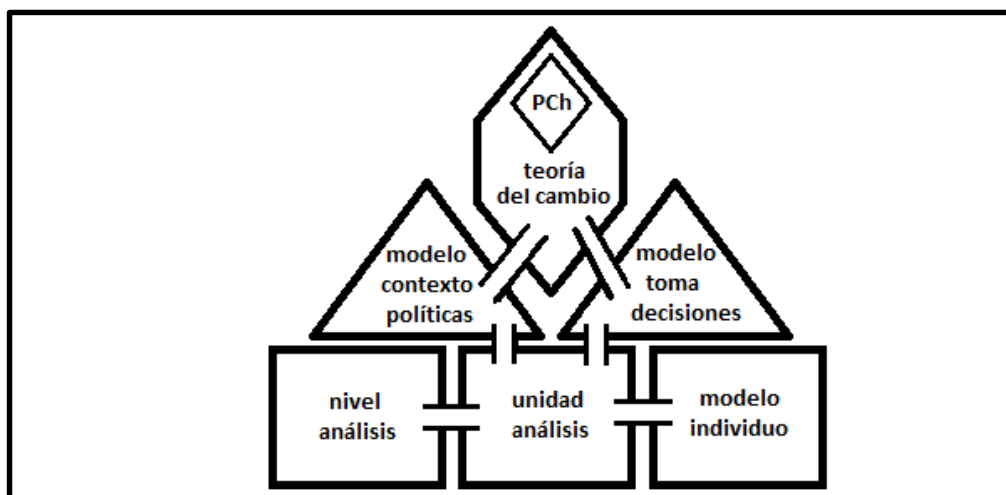 PCh
teoría
del cambio
modelo
contexto
políticas
modelo
toma
decisiones
nivel
análisis
unidad
análisis
modelo
individuo